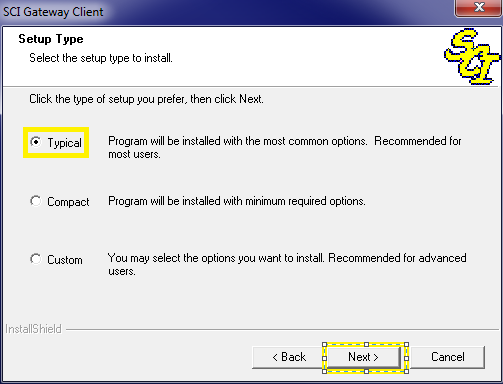 SCI Gateway Client
Setup Type
Select the setup type to install.
SCI
Click the type of setup you prefer, then click Next.
Typical
Program will be installed with the most common options.  Recommended for
most users.
Compact
Program will be installed with minimum required options.
Custom
You may select the options you want to install. Recommended for advanced
users.
InstallShield
< Back
Next >
Cancel